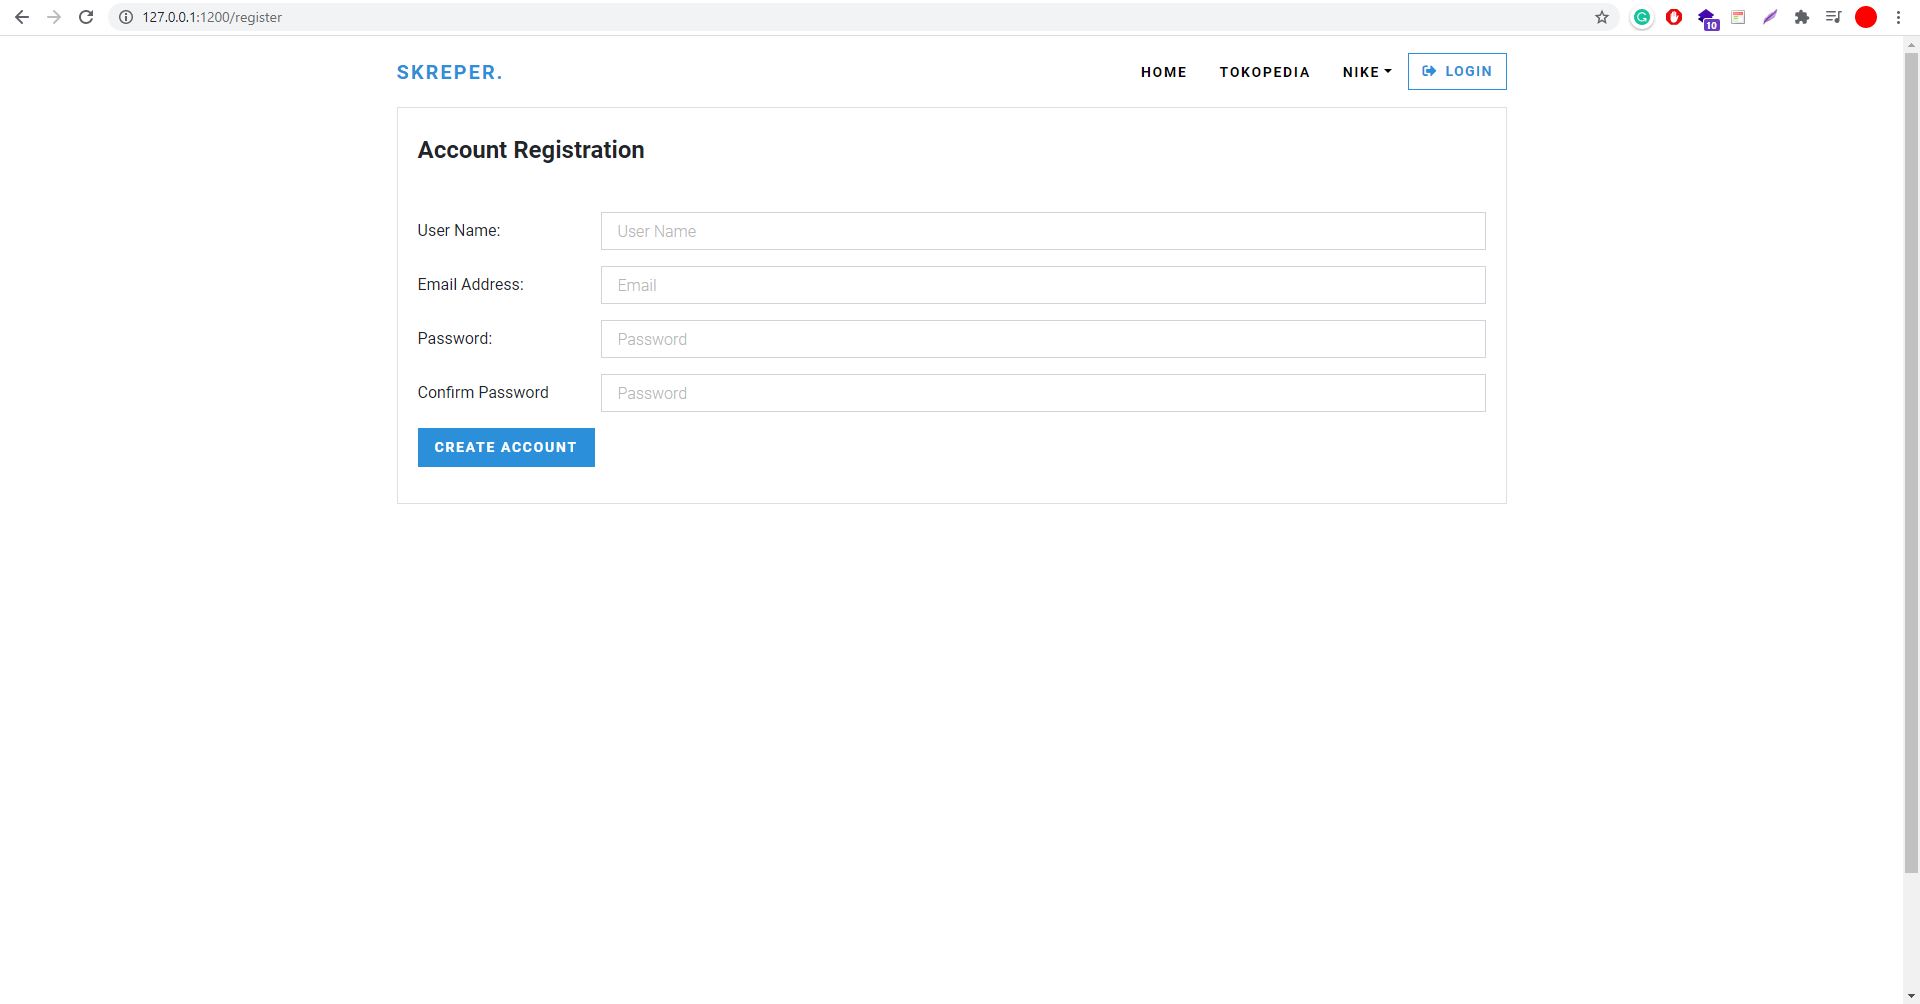 127.0.0.1:1200/register
10
SKREPER.
HOME TOKOPEDIA NIKE LOGIN
Account Registration
User Name: User Name
Email Address: Email
Password: Password
Confirm Password Password
CREATE ACCOUNT